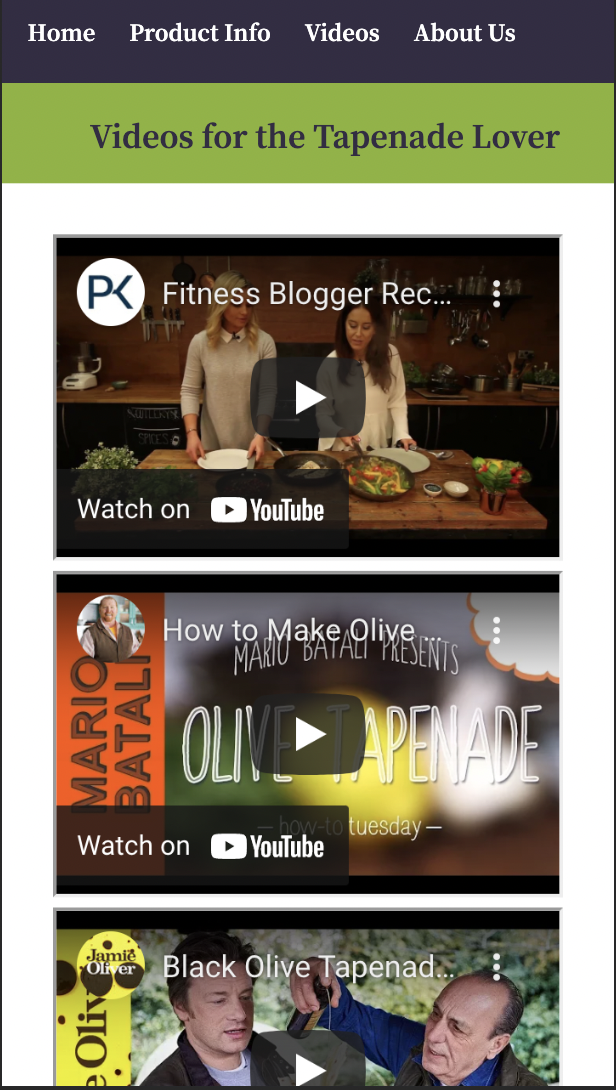 Home Product Info Videos About Us
Videos for the Tapenade Lover
PK Fitness Blogger Rec...
SPICES
Watch on YouTube
How to Make Olive ...
MARIO BATALI PRESENTS
MARIO BATALI
OLIVE TAPENADE
– how-to tuesday –
Watch on YouTube
Jamie Oliver
Black Olive Tapenad...
e Oliv